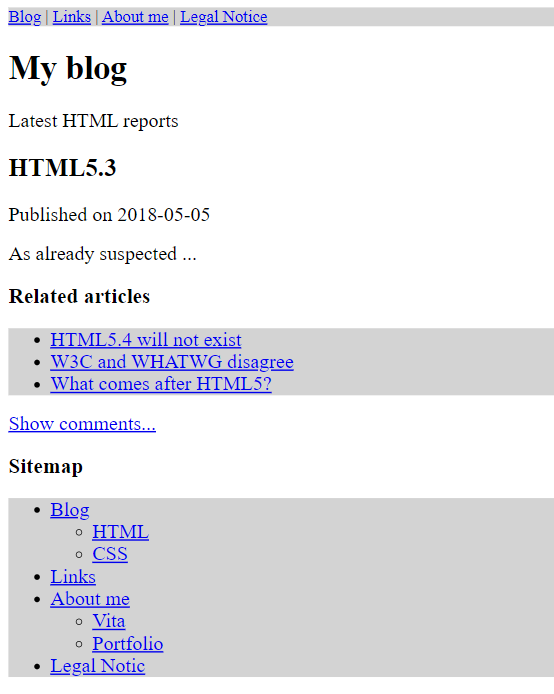 Blog | Links | About me | Legal Notice
My blog
Latest HTML reports
HTML5.3
Published on 2018-05-05
As already suspected ...
Related articles
HTML5.4 will not exist
W3C and WHATWG disagree
What comes after HTML5?
Show comments...
Sitemap
Blog
HTML
CSS
Links
About me
Vita
Portfolio
Legal Notic